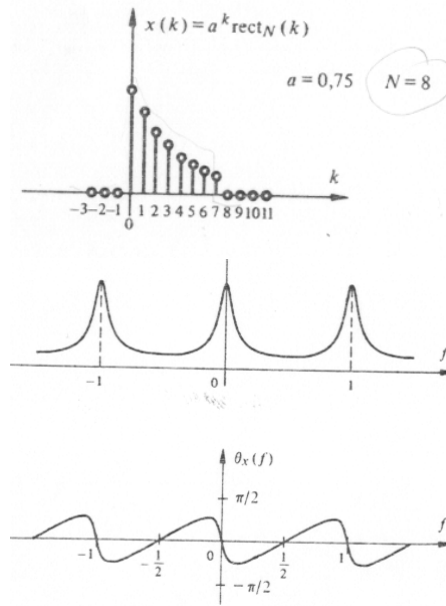 x(k) = a^k rect_N(k)
a = 0,75 N = 8
k
-3 -2 -1 0 1 2 3 4 5 6 7 8 9 10 11
f
-1 0 1
θ_x(f)
π/2
f
-1 -1/2 0 1/2 1
-π/2